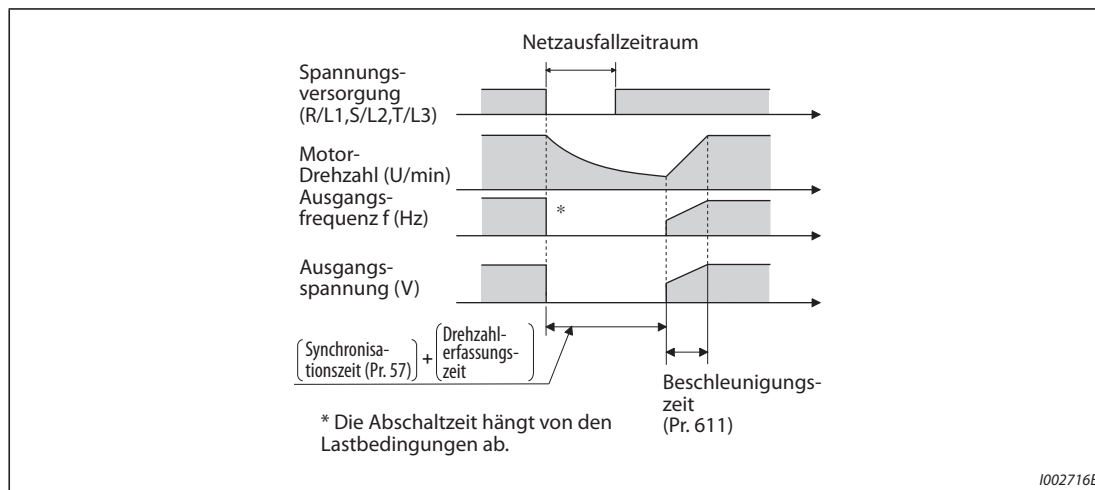 Netzausfallzeitraum
Spannungs-
versorgung
(R/L1,S/L2,T/L3)
Motor-
Drehzahl (U/min)
Ausgangs-
frequenz f (Hz)
*
Ausgangs-
spannung (V)
Synchronisa-
tionszeit (Pr. 57)
+
Drehzahl-
erfassungs-
zeit
Beschleunigungs-
zeit
(Pr. 611)
* Die Abschaltzeit hängt von den
Lastbedingungen ab.
I002716E